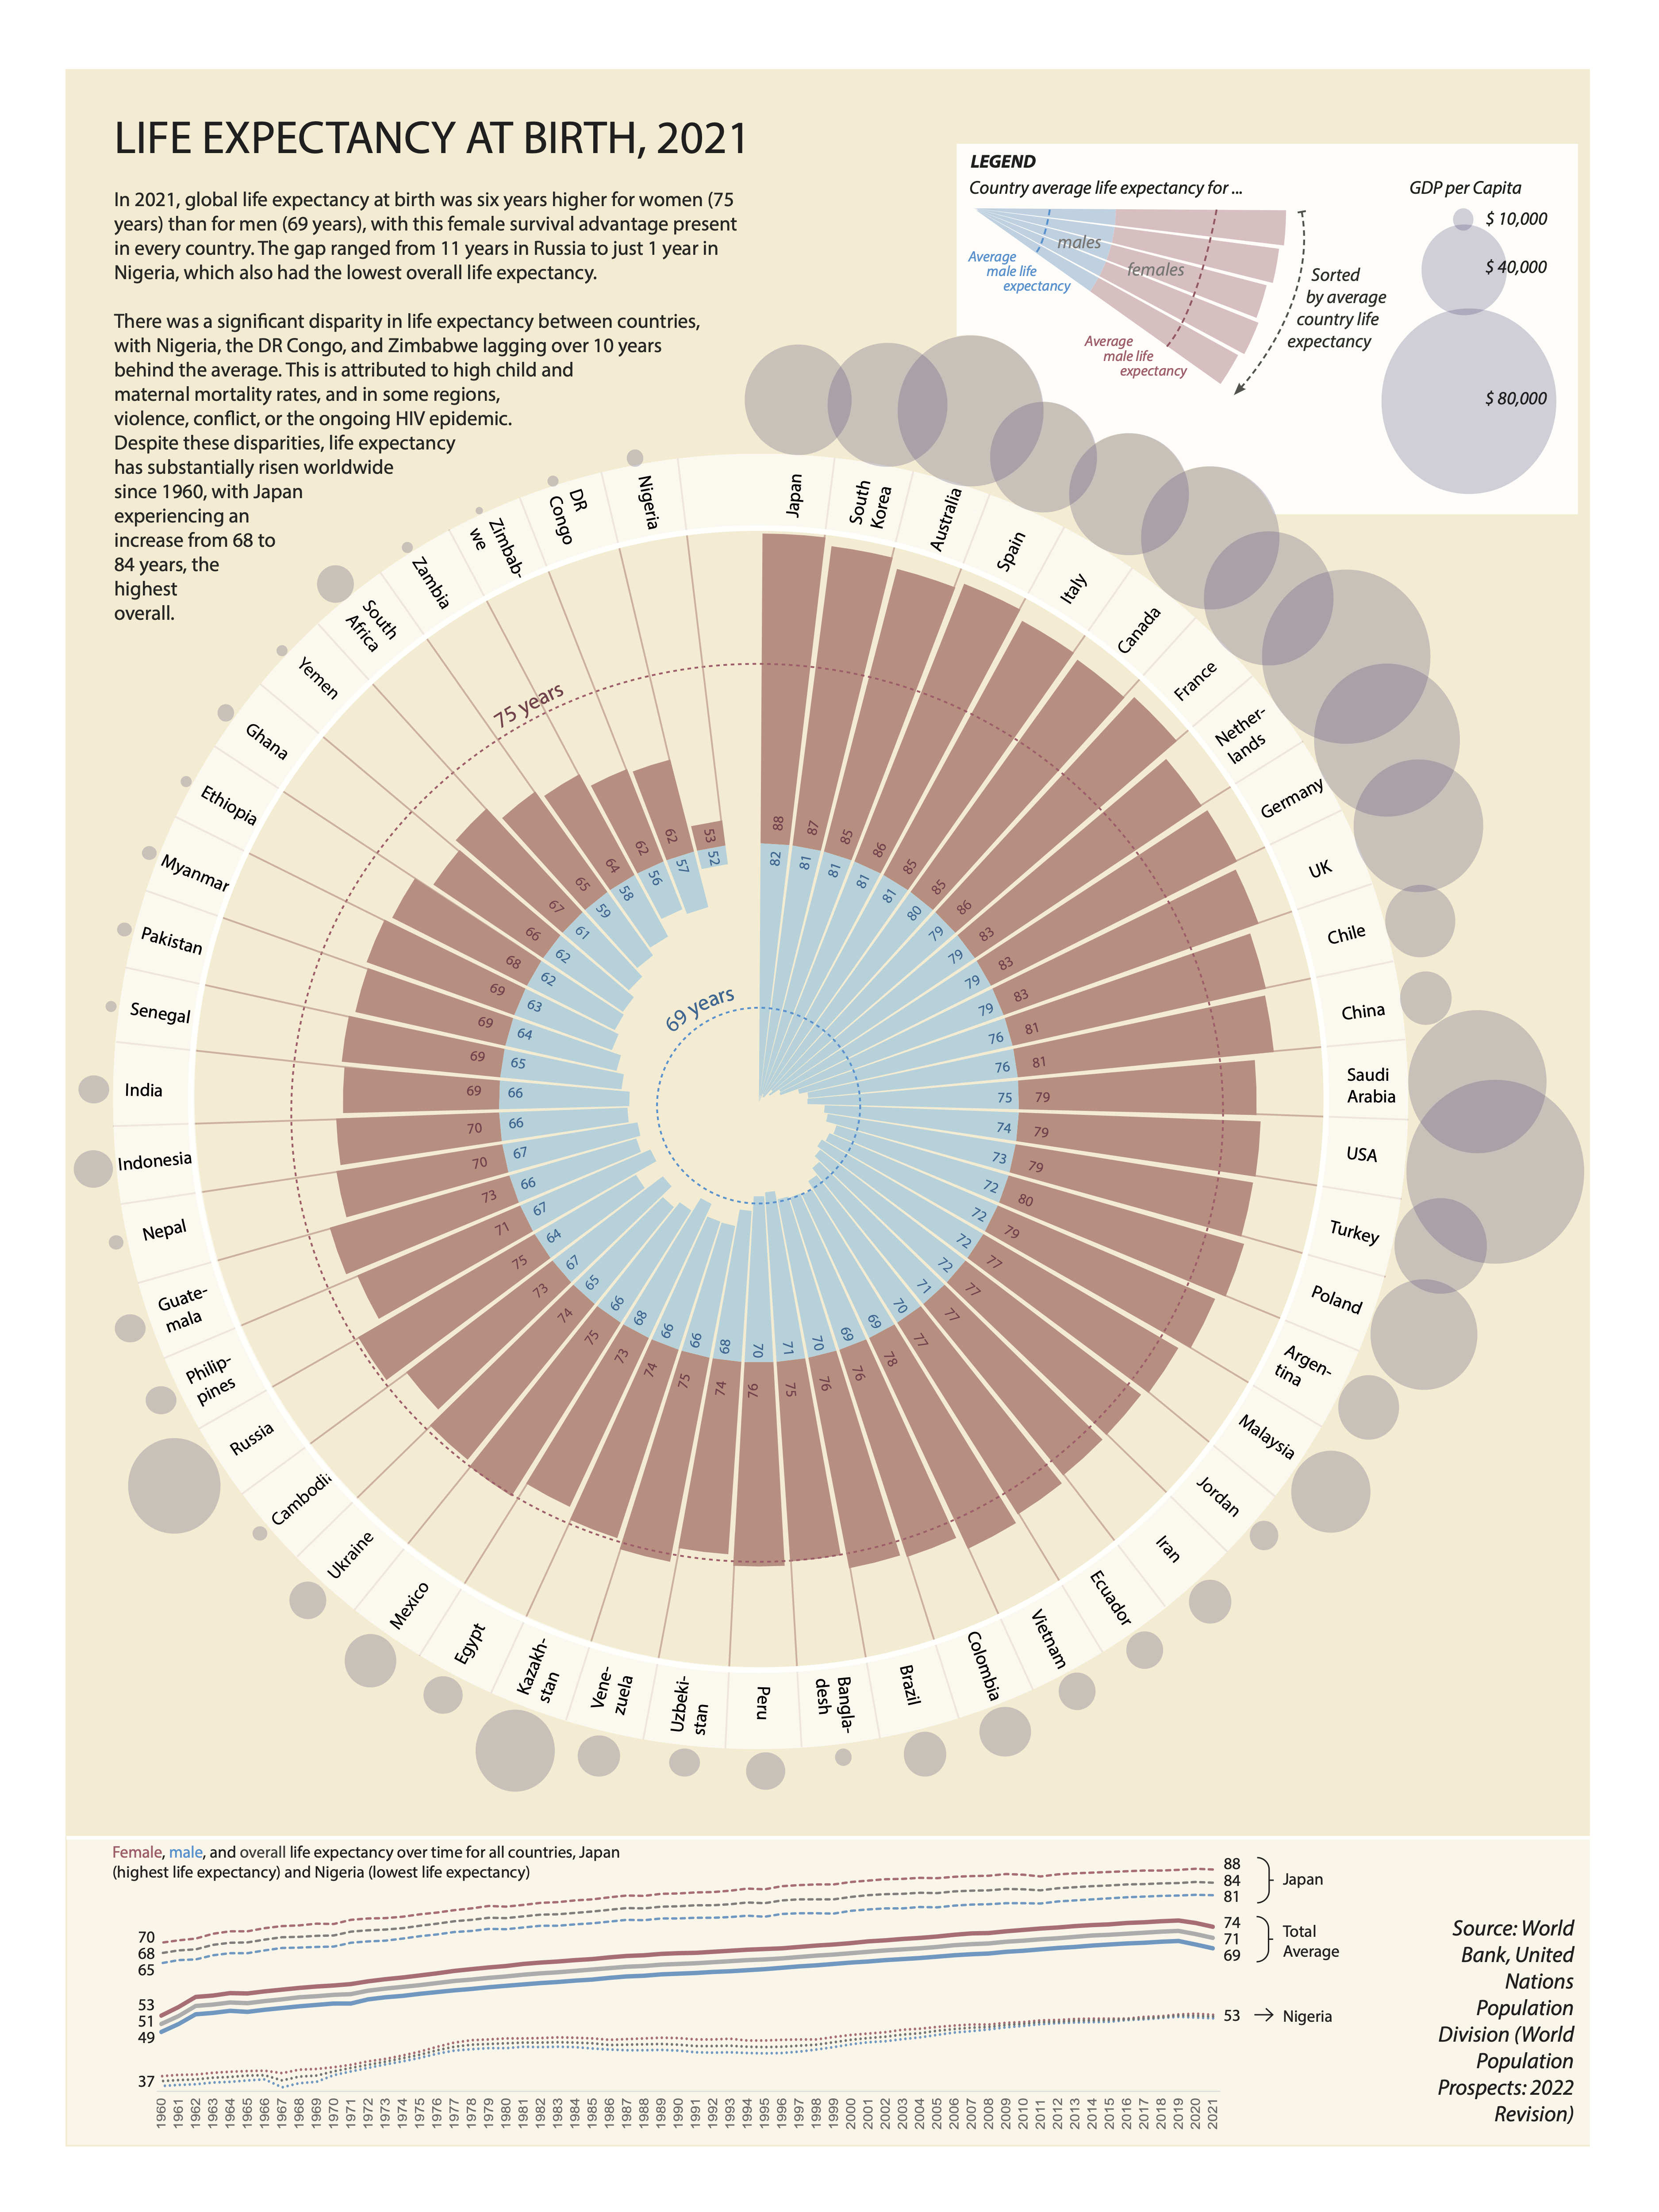 LIFE EXPECTANCY AT BIRTH, 2021
In 2021, global life expectancy at birth was six years higher for women (75
years) than for men (69 years), with this female survival advantage present
in every country. The gap ranged from 11 years in Russia to just 1 year in
Nigeria, which also had the lowest overall life expectancy.
There was a significant disparity in life expectancy between countries,
with Nigeria, the DR Congo, and Zimbabwe lagging over 10 years
behind the average. This is attributed to high child and
maternal mortality rates, and in some regions,
violence, conflict, or the ongoing HIV epidemic.
Despite these disparities, life expectancy
has substantially risen worldwide
since 1960, with Japan
experiencing an
increase from 68 to
84 years, the
highest
overall.
LEGEND
Country average life expectancy for ...
males
females
Average
male life
expectancy
Average
male life
expectancy
Sorted
by average
country life
expectancy
GDP per Capita
$ 10,000
$ 40,000
$ 80,000
Japan
South
Korea
Australia
Spain
Italy
Canada
France
Nether-
lands
Germany
UK
Chile
China
Saudi
Arabia
USA
Turkey
Poland
Argen-
tina
Malaysia
Jordan
Iran
Ecuador
Vietnam
Colombia
Brazil
Bangla-
desh
Peru
Uzbeki-
stan
Vene-
zuela
Kazakh-
stan
Egypt
Mexico
Ukraine
Cambodi
Russia
Philip-
pines
Guate-
mala
Nepal
Indonesia
India
Senegal
Pakistan
Myanmar
Ethiopia
Ghana
Yemen
South
Africa
Zambia
Zimbab-
we
DR
Congo
Nigeria
75 years
69 years
88
87
85
86
85
85
86
83
83
83
81
81
79
79
79
80
79
77
77
77
77
78
76
76
75
76
74
75
74
73
75
74
73
75
71
73
70
70
69
69
69
69
68
66
67
65
64
62
62
53
82
81
81
81
81
80
79
79
79
79
76
76
75
74
73
72
72
72
72
71
70
69
69
70
71
70
68
66
66
68
66
65
67
64
67
66
67
66
66
65
64
63
62
62
61
59
58
56
57
52
Female, male, and overall life expectancy over time for all countries, Japan
(highest life expectancy) and Nigeria (lowest life expectancy)
70
68
65
53
51
49
37
88
84
81
Japan
74
71
69
Total
Average
53
Nigeria
1960 1961 1962 1963 1964 1965 1966 1967 1968 1969 1970 1971 1972 1973 1974 1975 1976 1977 1978 1979 1980 1981 1982 1983 1984 1985 1986 1987 1988 1989 1990 1991 1992 1993 1994 1995 1996 1997 1998 1999 2000 2001 2002 2003 2004 2005 2006 2007 2008 2009 2010 2011 2012 2013 2014 2015 2016 2017 2018 2019 2020 2021
Source: World
Bank, United
Nations
Population
Division (World
Population
Prospects: 2022
Revision)